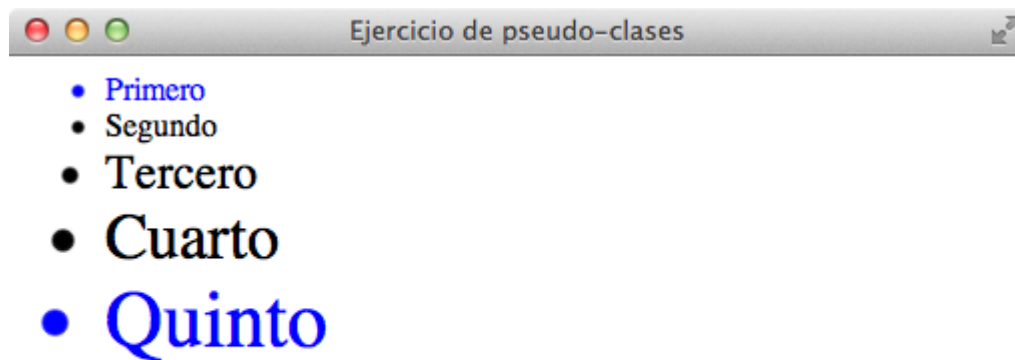 Ejercicio de pseudo-clases
Primero
Segundo
Tercero
Cuarto
Quinto